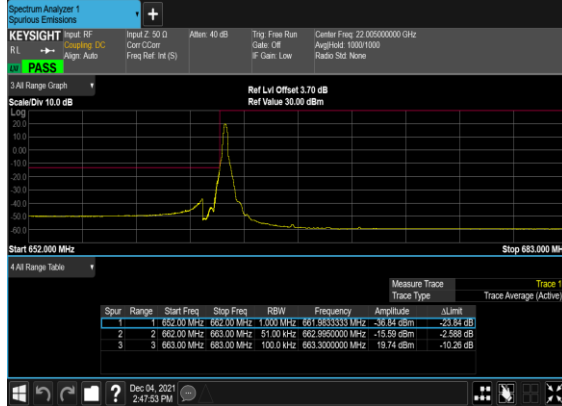 Spectrum Analyzer 1
Spurious Emissions
KEYSIGHT Input: RF Input Z: 50 Ω Atten: 40 dB Trig: Free Run Center Freq: 22.005000000 GHz
RL Coupling: DC Corr CCorr Gate: Off Avg|Hold: 1000/1000
Align: Auto Freq Ref: Int (S) IF Gain: Low Radio Std: None
PASS
3 All Range Graph
Ref Lvl Offset 3.70 dB
Scale/Div 10.0 dB Ref Value 30.00 dBm
Log
20.0
10.0
0.00
-10.0
-20.0
-30.0
-40.0
-50.0
-60.0
Start 652.000 MHz Stop 683.000 MH
4 All Range Table
Measure Trace Trace 1
Trace Type Trace Average (Active)
Spur Range Start Freq Stop Freq RBW Frequency Amplitude ΔLimit
1 1 652.00 MHz 662.00 MHz 1.000 MHz 661.9833333 MHz -36.84 dBm -23.84 dB
2 2 662.00 MHz 663.00 MHz 51.00 kHz 662.9950000 MHz -15.59 dBm -2.588 dB
3 3 663.00 MHz 683.00 MHz 100.0 kHz 663.3000000 MHz 19.74 dBm -10.26 dB
? Dec 04, 2021
2:47:53 PM